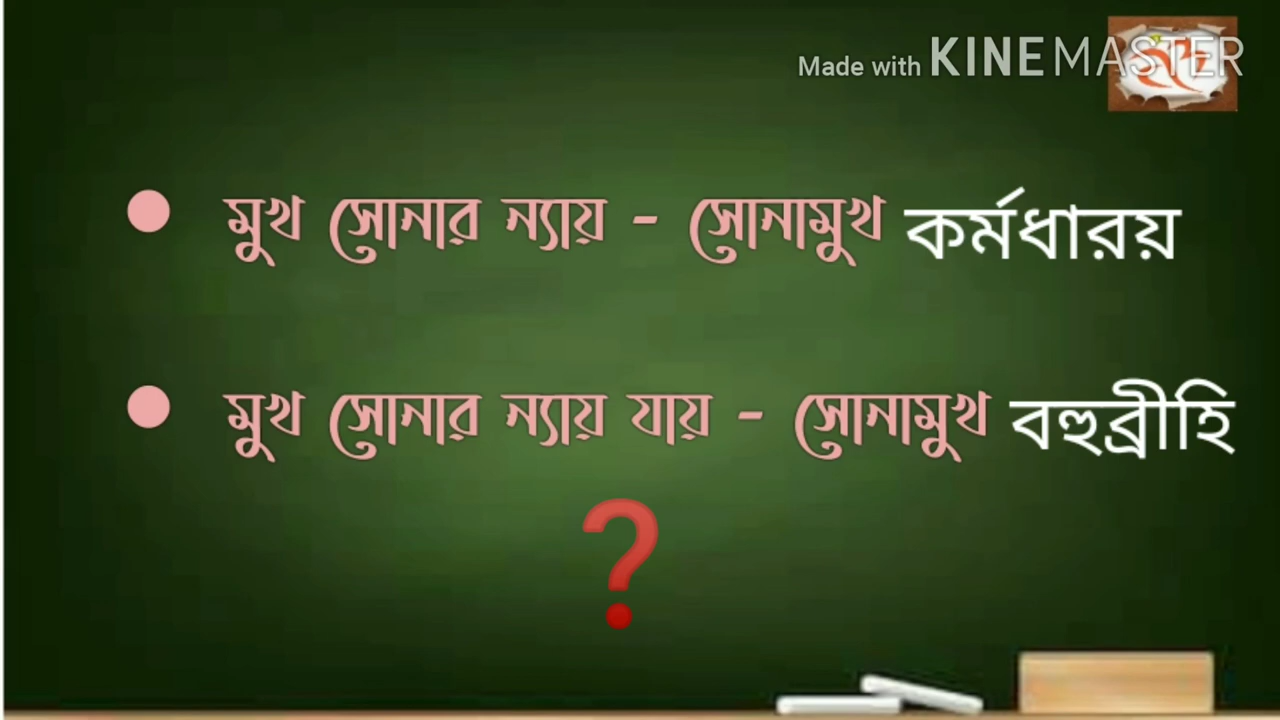 Made with KINEMASTER
মুখ সোনার ন্যায় - সোনামুখ কর্মধারয়
মুখ সোনার ন্যায় যায় - সোনামুখ বহুব্রীহি
?